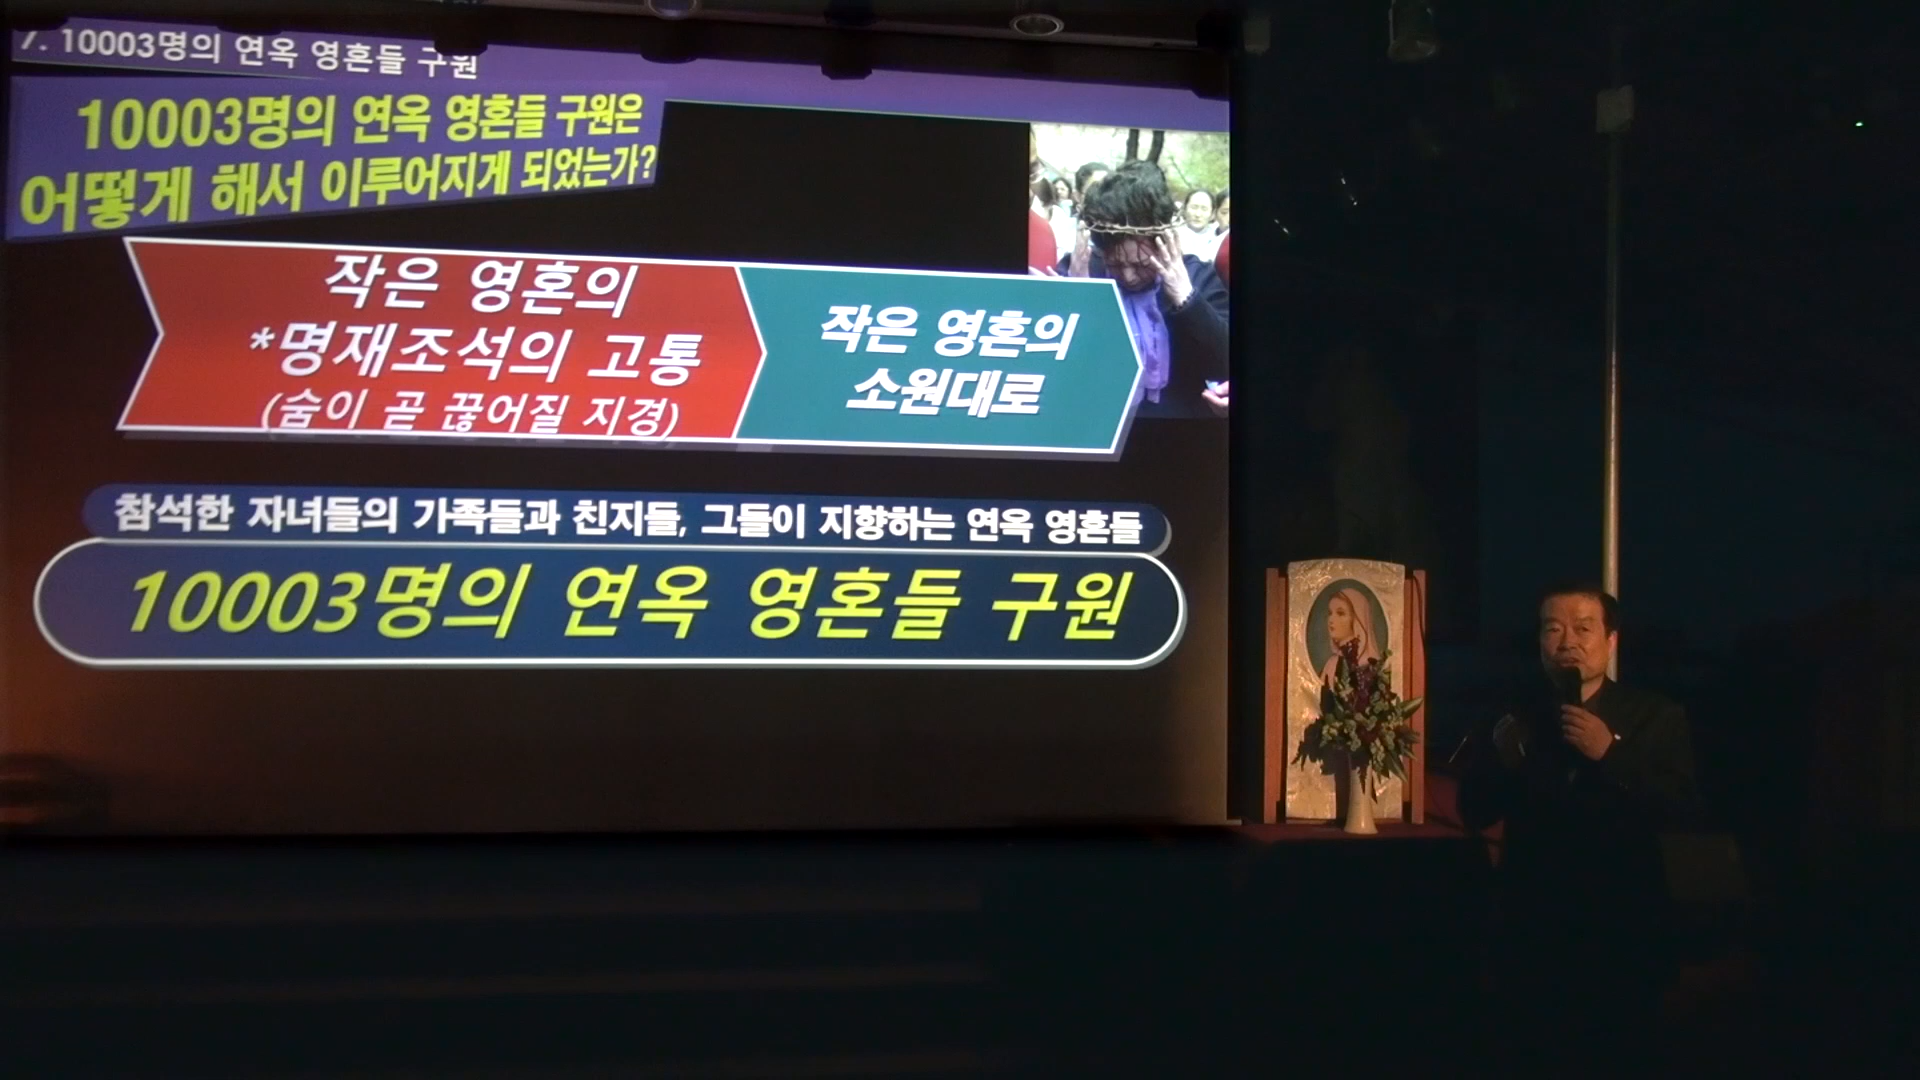 7. 10003명의 연옥 영혼들 구원
10003명의 연옥 영혼들 구원은
어떻게 해서 이루어지게 되었는가?
작은 영혼의
*명재조석의 고통
(숨이 곧 끊어질 지경)
작은 영혼의
소원대로
참석한 자녀들의 가족들과 친지들, 그들이 지향하는 연옥 영혼들
10003명의 연옥 영혼들 구원